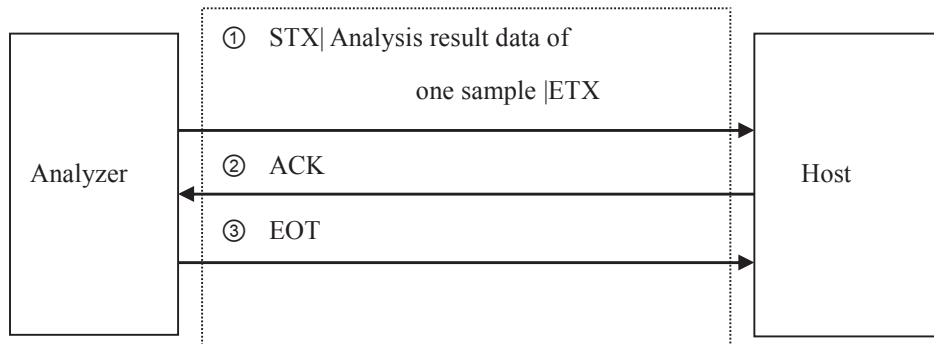 ① STX| Analysis result data of
one sample |ETX
Analyzer
② ACK
Host
③ EOT